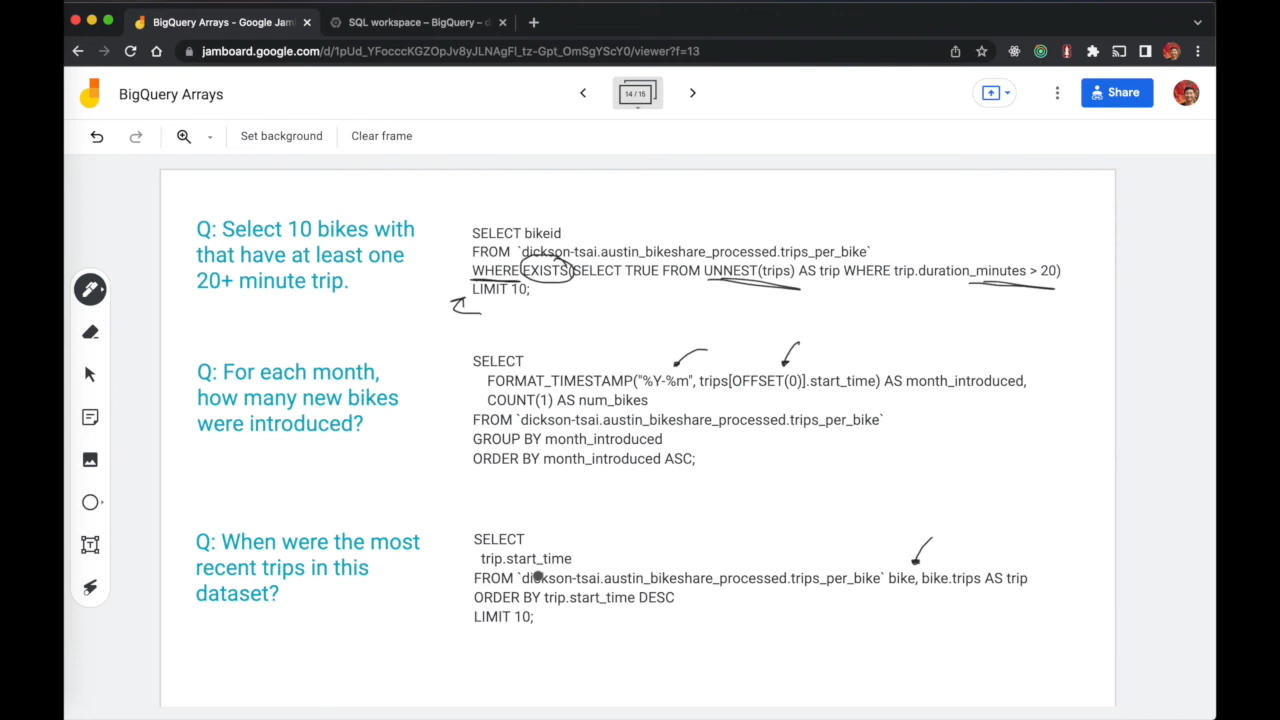 BigQuery Arrays - Google Jam
SQL workspace – BigQuery – d
jamboard.google.com/d/1pUd_YFocccKGZOpJv8yJLNAgFl_tz-Gpt_OmSgYScY0/viewer?f=13
BigQuery Arrays
14 / 15
Share
Set background
Clear frame
Q: Select 10 bikes with
that have at least one
20+ minute trip.
SELECT bikeid
FROM `dickson-tsai.austin_bikeshare_processed.trips_per_bike`
WHERE EXISTS(SELECT TRUE FROM UNNEST(trips) AS trip WHERE trip.duration_minutes > 20)
LIMIT 10;
Q: For each month,
how many new bikes
were introduced?
SELECT
FORMAT_TIMESTAMP("%Y-%m", trips[OFFSET(0)].start_time) AS month_introduced,
COUNT(1) AS num_bikes
FROM `dickson-tsai.austin_bikeshare_processed.trips_per_bike`
GROUP BY month_introduced
ORDER BY month_introduced ASC;
Q: When were the most
recent trips in this
dataset?
SELECT
trip.start_time
FROM `dickson-tsai.austin_bikeshare_processed.trips_per_bike` bike, bike.trips AS trip
ORDER BY trip.start_time DESC
LIMIT 10;